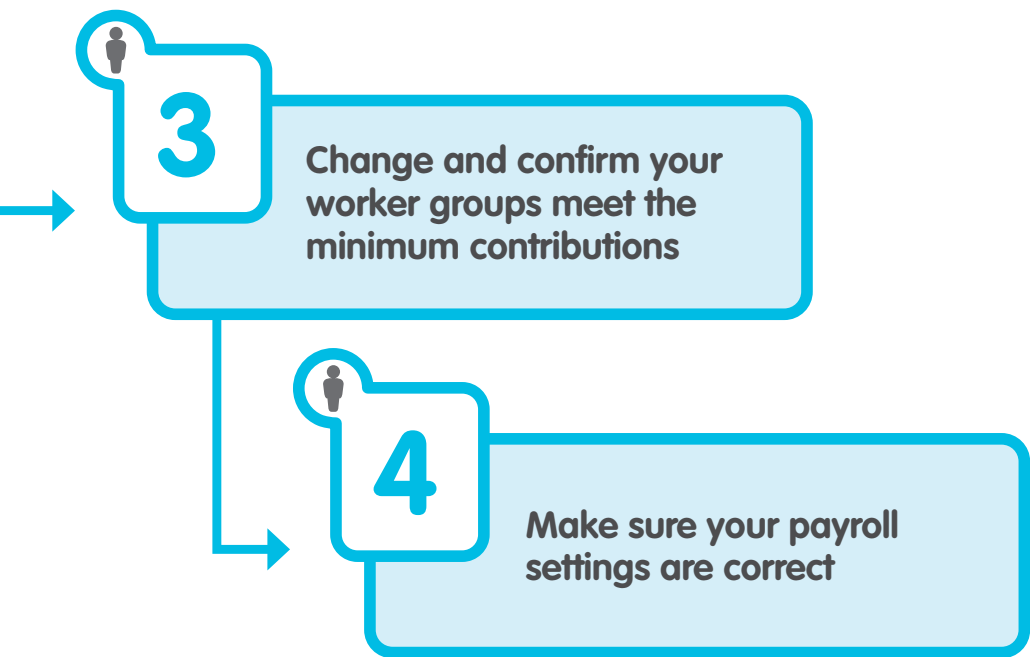 3
Change and confirm your
worker groups meet the
minimum contributions
4
Make sure your payroll
settings are correct